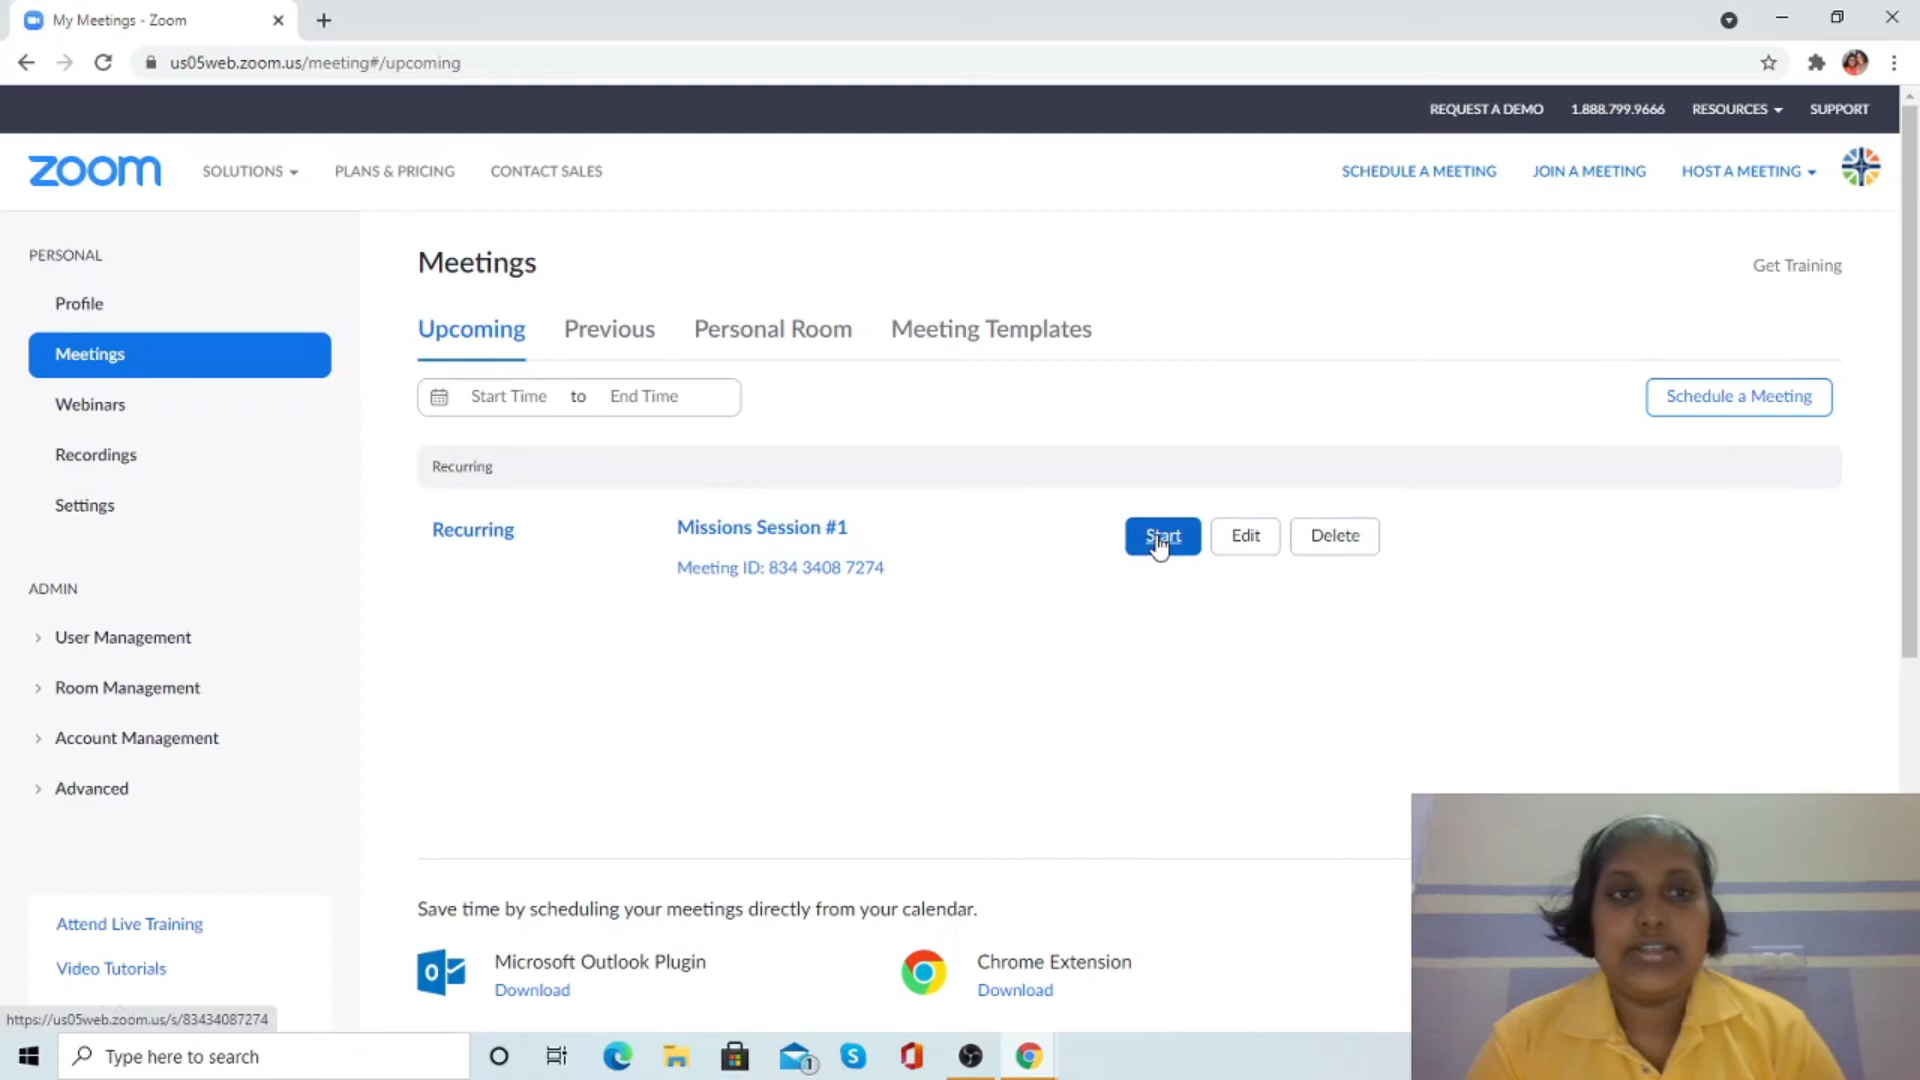 My Meetings - Zoom
us05web.zoom.us/meeting#/upcoming
REQUEST A DEMO 1.888.799.9666 RESOURCES SUPPORT
zoom SOLUTIONS PLANS & PRICING CONTACT SALES SCHEDULE A MEETING JOIN A MEETING HOST A MEETING
PERSONAL
Profile
Meetings
Webinars
Recordings
Settings
ADMIN
User Management
Room Management
Account Management
Advanced
Attend Live Training
Video Tutorials
Meetings
Get Training
Upcoming Previous Personal Room Meeting Templates
Start Time to End Time
Schedule a Meeting
Recurring
Recurring Missions Session #1 Start Edit Delete
Meeting ID: 834 3408 7274
Save time by scheduling your meetings directly from your calendar.
Microsoft Outlook Plugin
Download
Chrome Extension
Download
https://us05web.zoom.us/s/83434087274
Type here to search
1